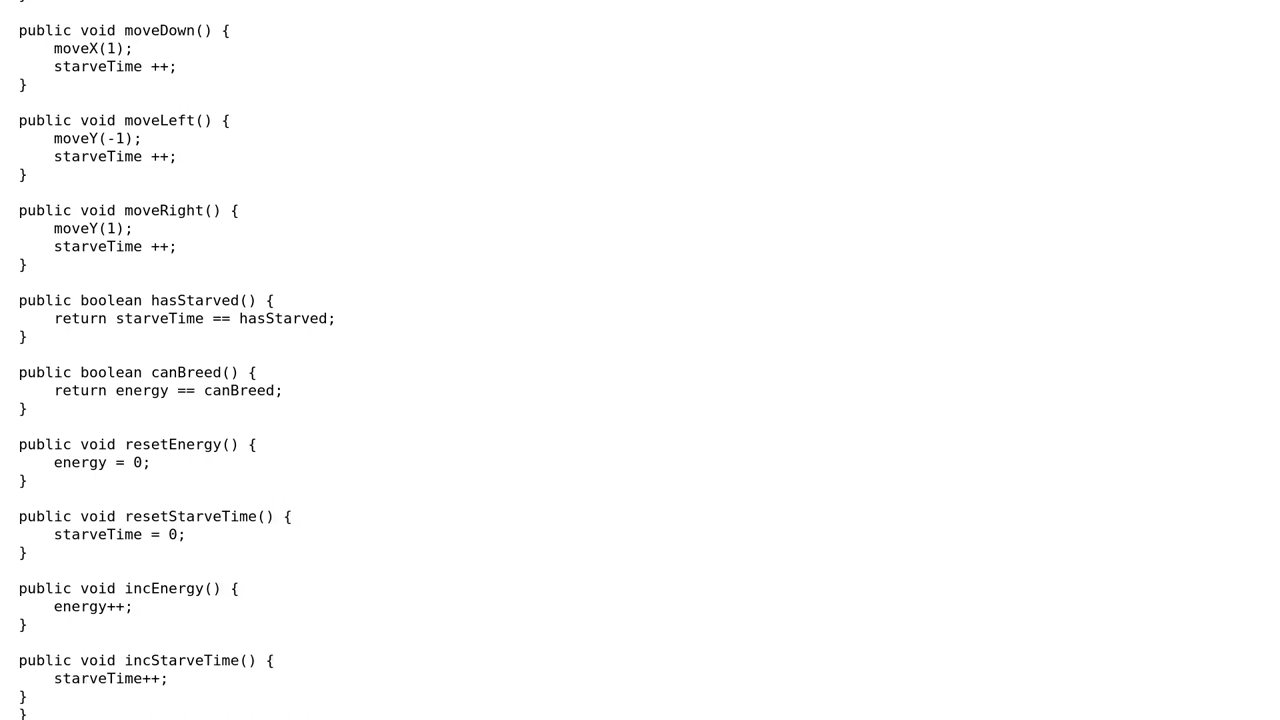 }
public void moveDown() {
moveX(1);
starveTime ++;
}
public void moveLeft() {
moveY(-1);
starveTime ++;
}
public void moveRight() {
moveY(1);
starveTime ++;
}
public boolean hasStarved() {
return starveTime == hasStarved;
}
public boolean canBreed() {
return energy == canBreed;
}
public void resetEnergy() {
energy = 0;
}
public void resetStarveTime() {
starveTime = 0;
}
public void incEnergy() {
energy++;
}
public void incStarveTime() {
starveTime++;
}
}